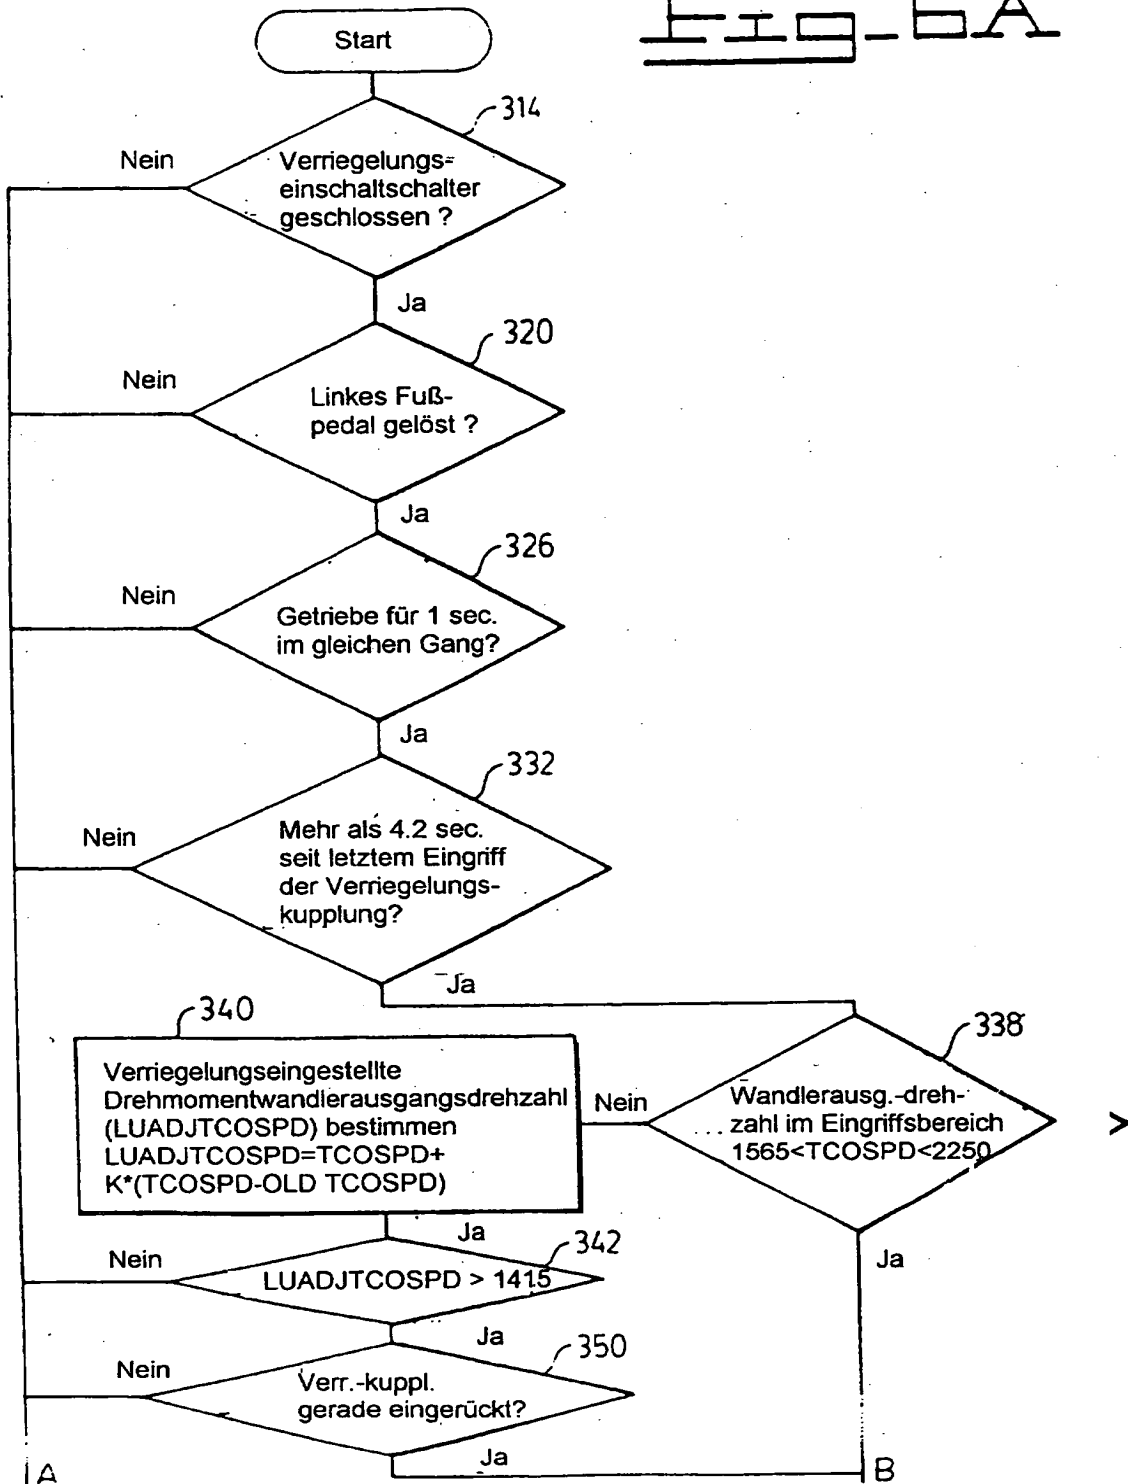 Fig_6A
Start
314
Nein
Verriegelungs-
einschaltschalter
geschlossen ?
Ja
320
Nein
Linkes Fuß-
pedal gelöst ?
Ja
326
Nein
Getriebe für 1 sec.
im gleichen Gang?
Ja
332
Nein
Mehr als 4.2 sec.
seit letztem Eingriff
der Verriegelungs-
kupplung?
Ja
340
338
Verriegelungseingestellte
Drehmomentwandlerausgangsdrehzahl
(LUADJTCOSPD) bestimmen
LUADJTCOSPD=TCOSPD+
K*(TCOSPD-OLD TCOSPD)
Nein
Wandlerausg.-dreh-
zahl im Eingriffsbereich
1565<TCOSPD<2250
Ja
Ja
342
Nein
LUADJTCOSPD > 1415
Ja
350
Nein
Verr.-kuppl.
gerade eingerückt?
Ja
A
B